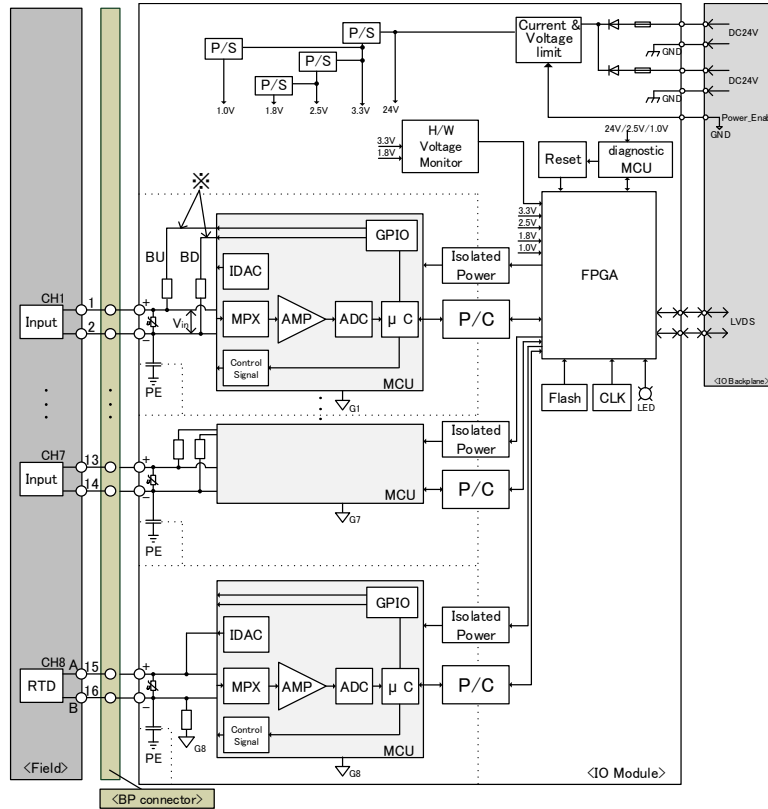 P/S
P/S
P/S
P/S
1.0V
1.8V
2.5V
3.3V
24V
Current &
Voltage
limit
GND
GND
DC24V
DC24V
Power_Enab
GND
H/W
Voltage
Monitor
3.3V
1.8V
24V/2.5V/1.0V
Reset
diagnostic
MCU
3.3V
2.5V
1.8V
1.0V
FPGA
LVDS
Flash
CLK
LED
<IO Backplane>
※
BU
BD
GPIO
IDAC
MPX
AMP
ADC
μ C
Control
Signal
MCU
G1
Isolated
Power
P/C
CH1
Input
1
2
+
−
Vin
PE
CH7
Input
13
14
+
−
PE
MCU
G7
Isolated
Power
P/C
GPIO
IDAC
MPX
AMP
ADC
μ C
Control
Signal
MCU
G8
Isolated
Power
P/C
CH8
RTD
A
15
16
B
+
−
G8
PE
<Field>
<IO Module>
<BP connector>